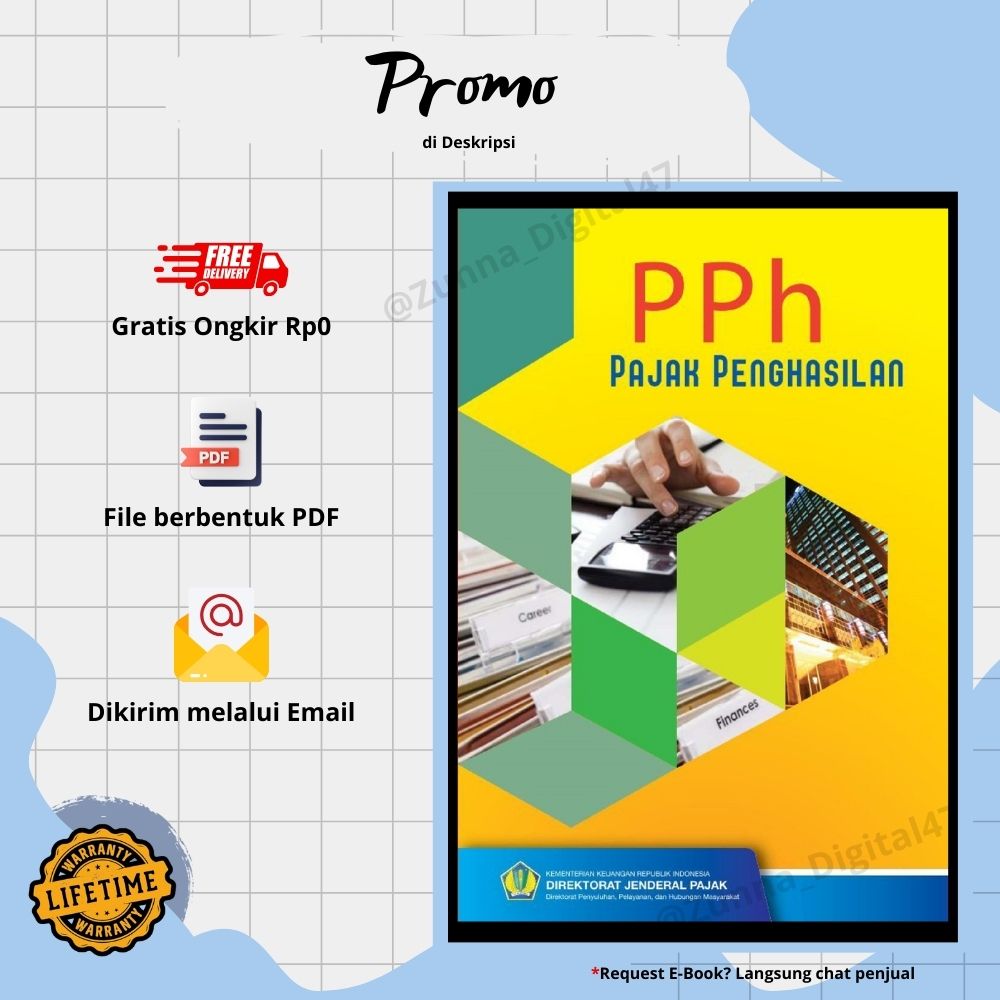 Promo
di Deskripsi
FREE
DELIVERY
Gratis Ongkir Rp0
PDF
File berbentuk PDF
@
Dikirim melalui Email
WARRANTY
LIFETIME
WARRANTY
@Zunna_Digital47
PPh
PAJAK PENGHASILAN
Career
Finances
@Zunna_Digital47
KEMENTERIAN KEUANGAN REPUBLIK INDONESIA
DIREKTORAT JENDERAL PAJAK
Direktorat Penyuluhan, Pelayanan, dan Hubungan Masyarakat
*Request E-Book? Langsung chat penjual